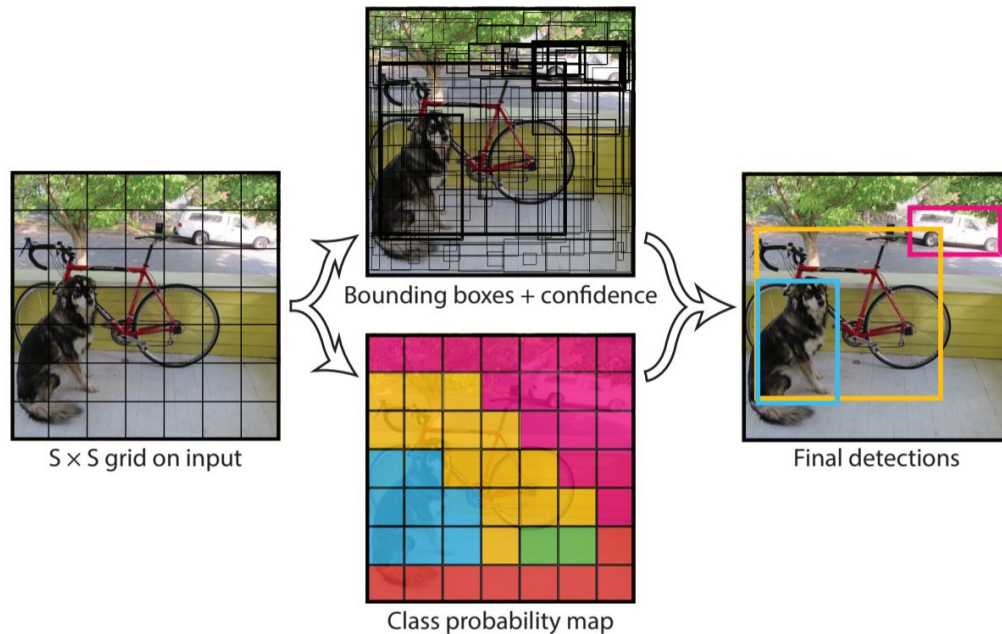 Bounding boxes + confidence
S × S grid on input
Final detections
Class probability map